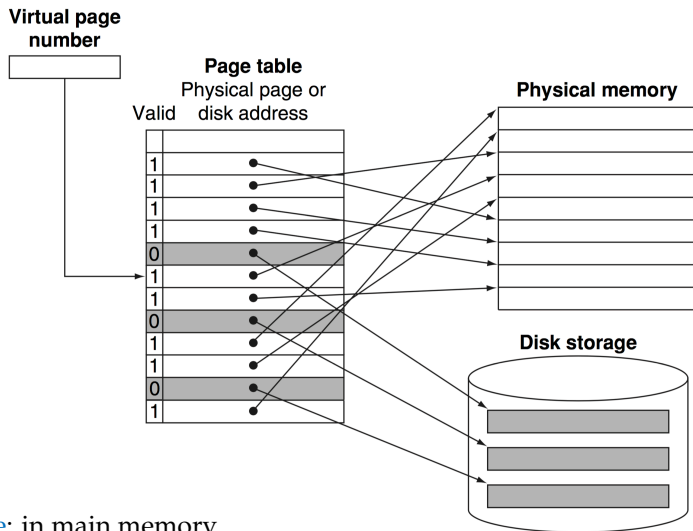 Virtual page
number
Page table
Physical page or
Valid disk address
Physical memory
1
1
1
1
0
1
1
0
1
1
0
1
Disk storage
: in main memory